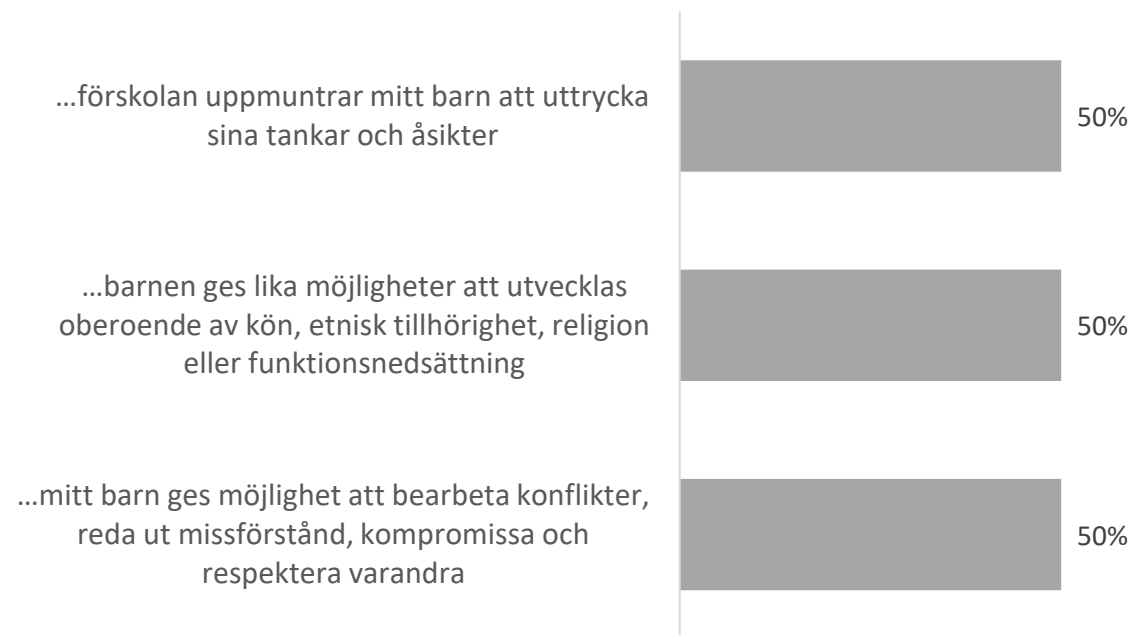 …förskolan uppmuntrar mitt barn att uttrycka
sina tankar och åsikter
50%
…barnen ges lika möjligheter att utvecklas
oberoende av kön, etnisk tillhörighet, religion
eller funktionsnedsättning
50%
…mitt barn ges möjlighet att bearbeta konflikter,
reda ut missförstånd, kompromissa och
respektera varandra
50%